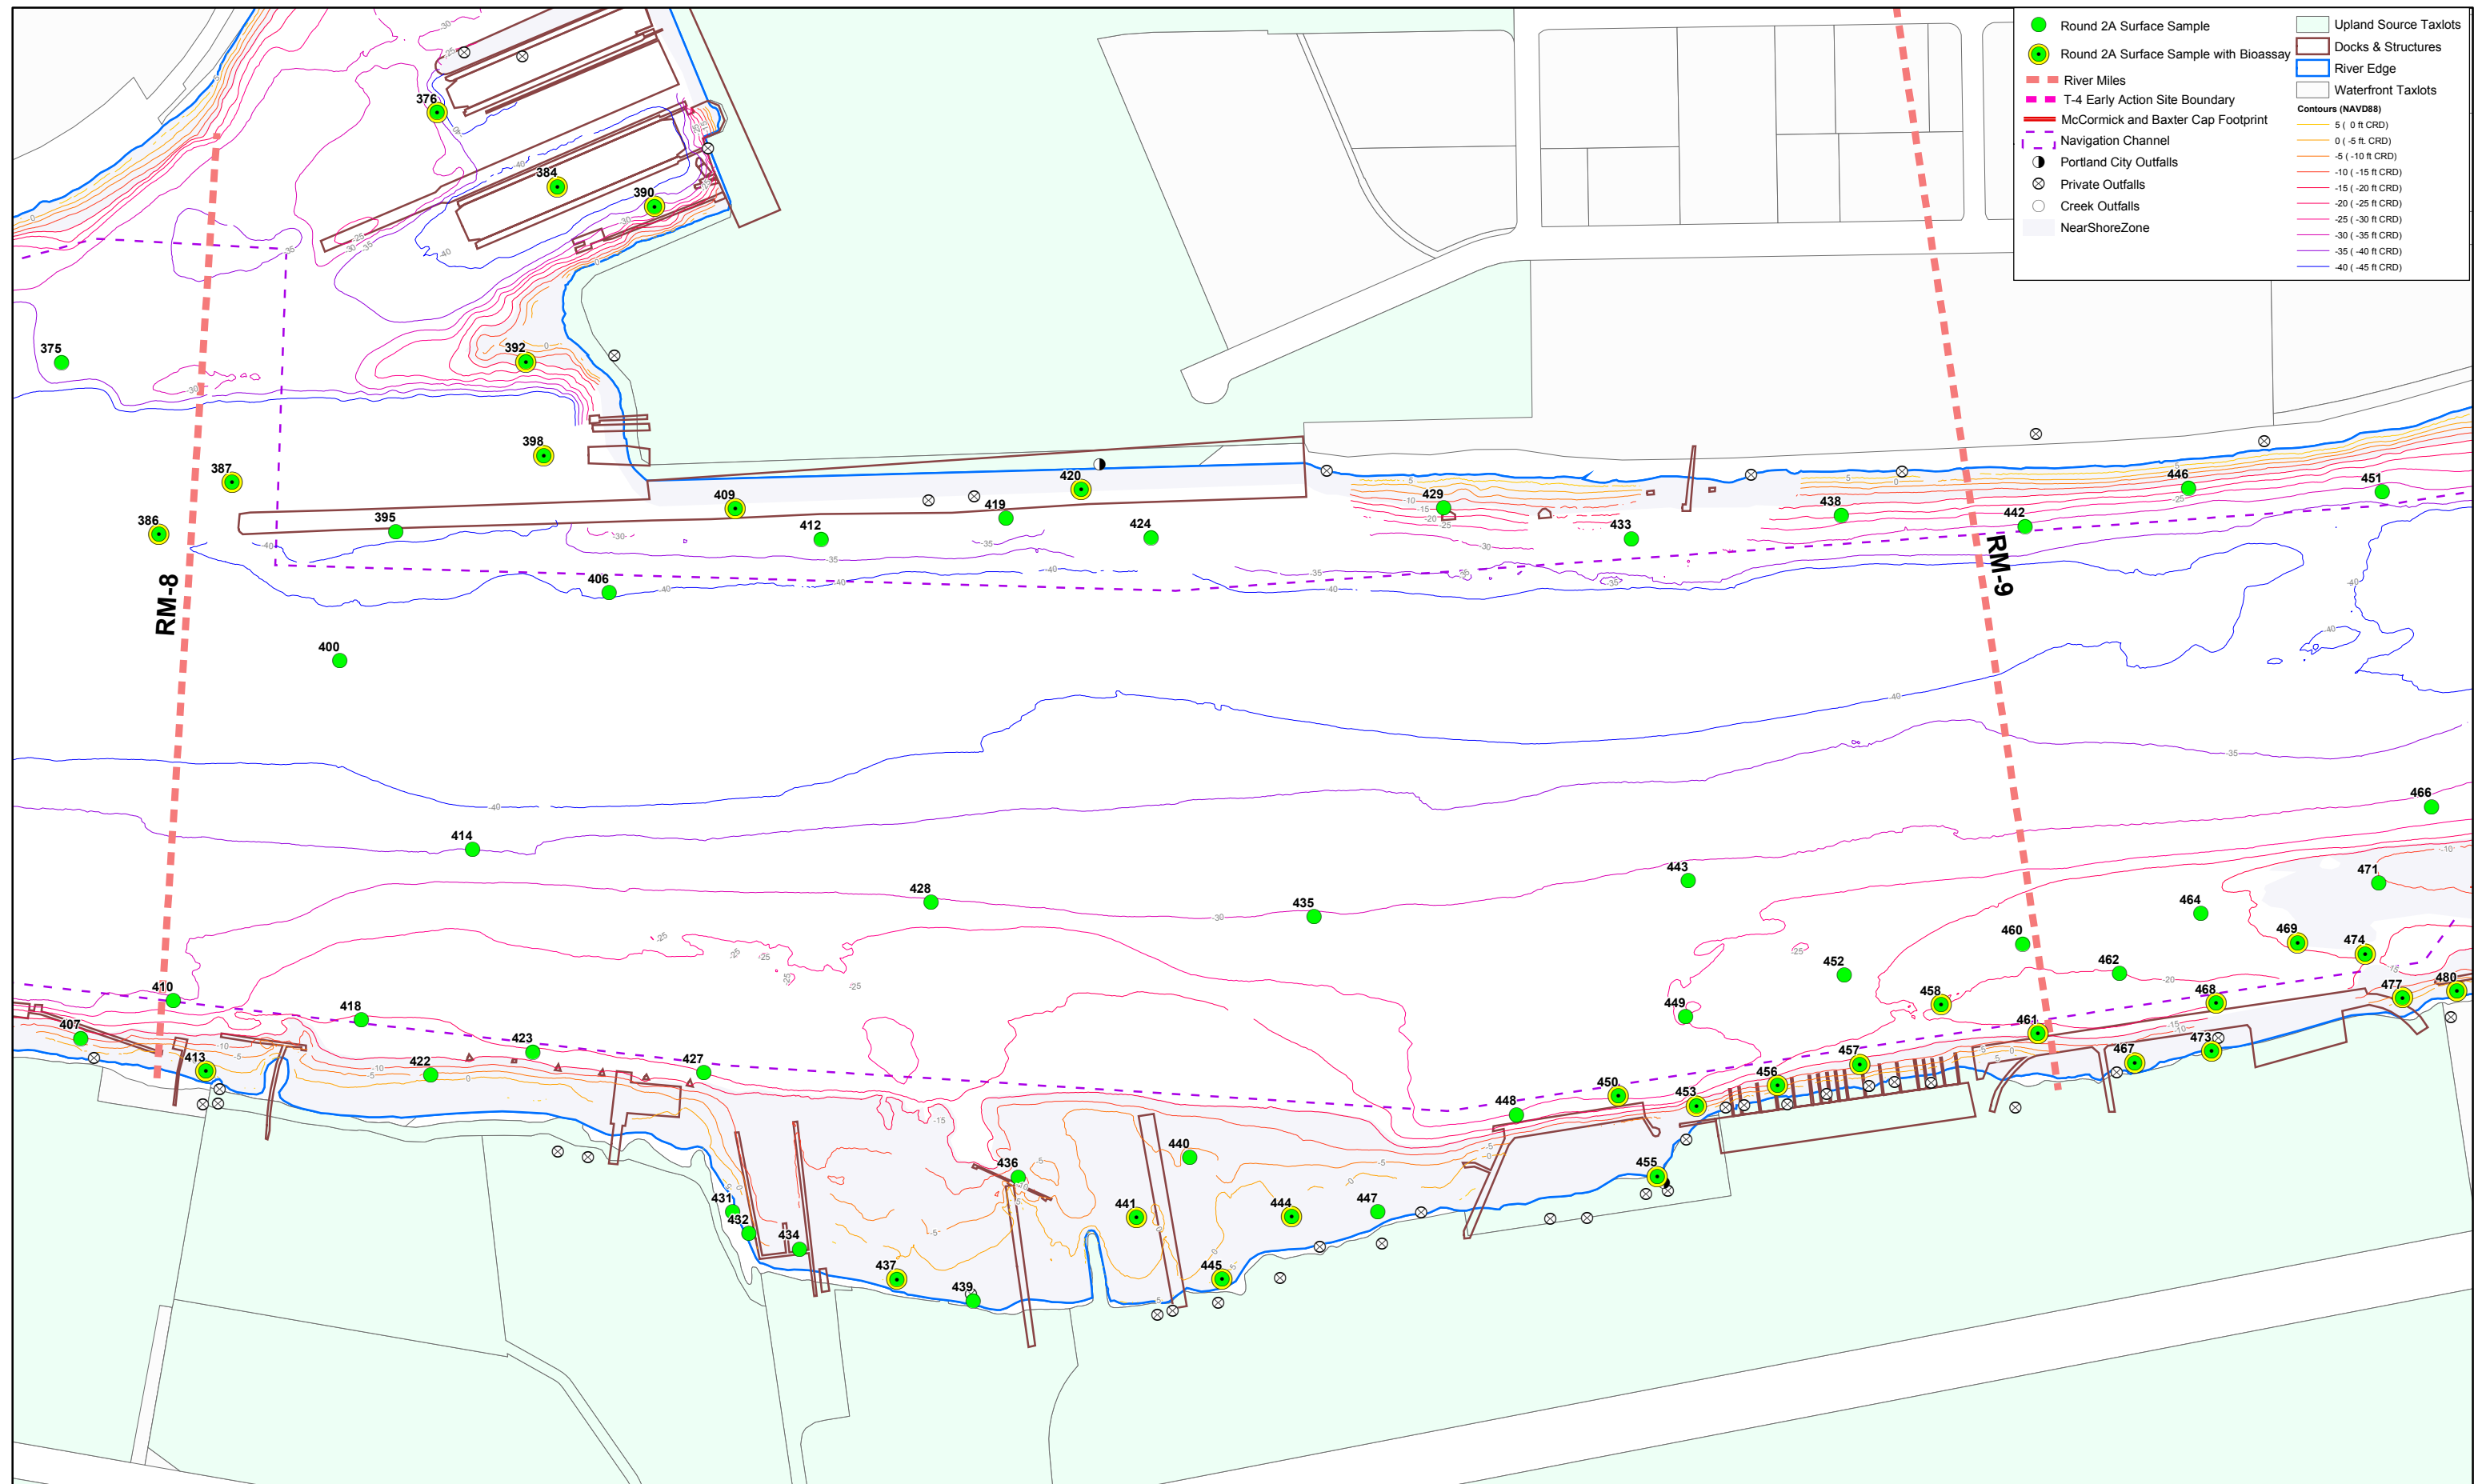 Round 2A Surface Sample
Round 2A Surface Sample with Bioassay
River Miles
T-4 Early Action Site Boundary
McCormick and Baxter Cap Footprint
Navigation Channel
Portland City Outfalls
Private Outfalls
Creek Outfalls
NearShoreZone
Upland Source Taxlots
Docks & Structures
River Edge
Waterfront Taxlots
Contours (NAVD88)
5 ( 0 ft CRD)
0 ( -5 ft. CRD)
-5 ( -10 ft CRD)
-10 ( -15 ft CRD)
-15 ( -20 ft CRD)
-20 ( -25 ft CRD)
-25 ( -30 ft CRD)
-30 ( -35 ft CRD)
-35 ( -40 ft CRD)
-40 ( -45 ft CRD)
376
384
390
375
392
398
387
386
395
409
420
419
412
424
406
429
433
438
442
446
451
RM-8
RM-9
400
414
428
435
443
466
471
464
460
469
474
452
462
458
468
477
480
449
461
410
418
407
423
413
422
427
457
467
473
456
450
453
448
440
436
455
431
432
441
444
447
434
437
439
445